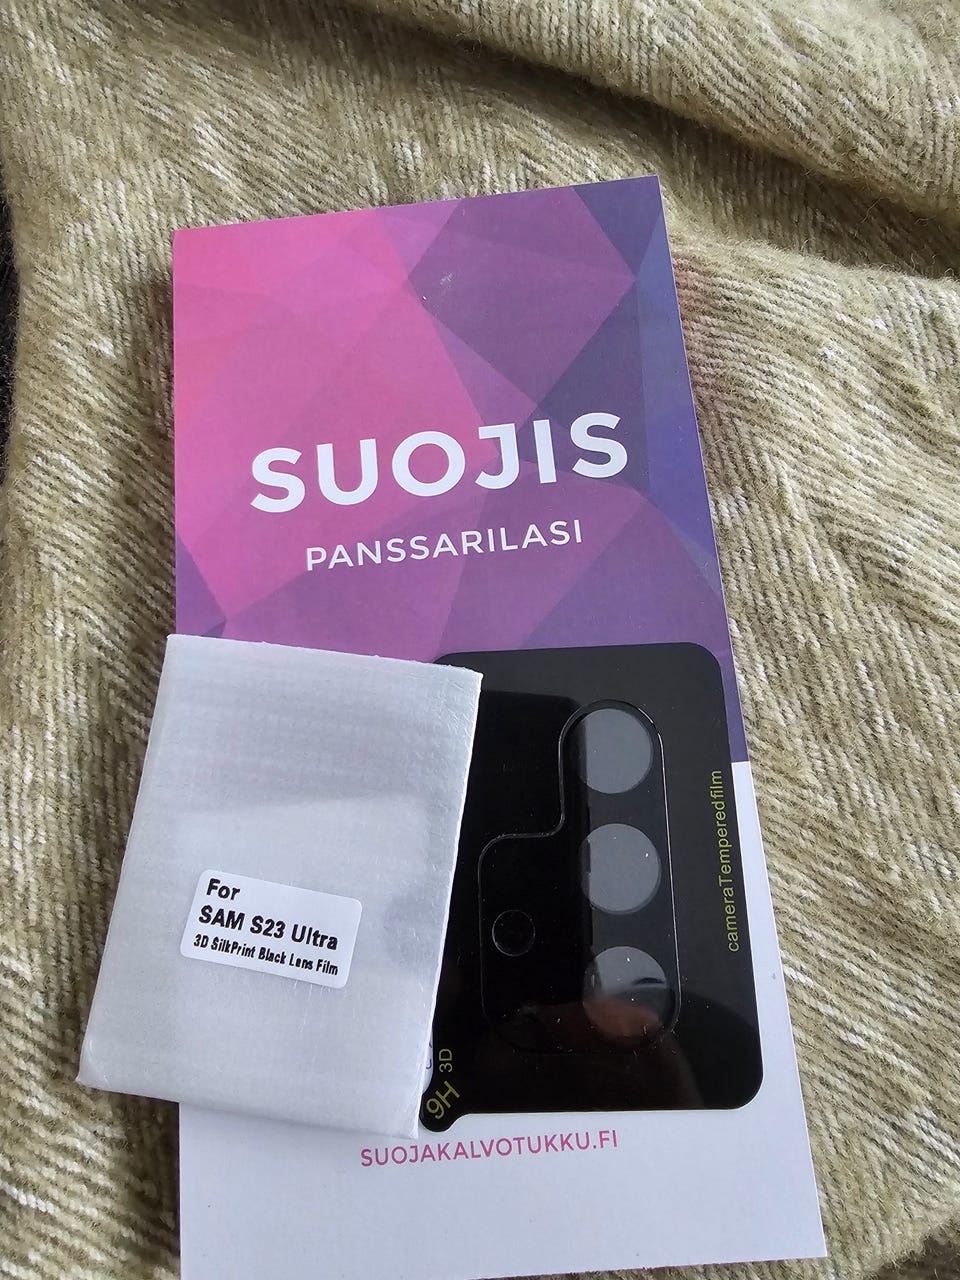 SUOJIS
PANSSARILASI
For
SAM S23 Ultra
3D SilkPrint Black Lens Film
cameraTemperedfilm
9H 3D
SUOJAKALVOTUKKU.FI